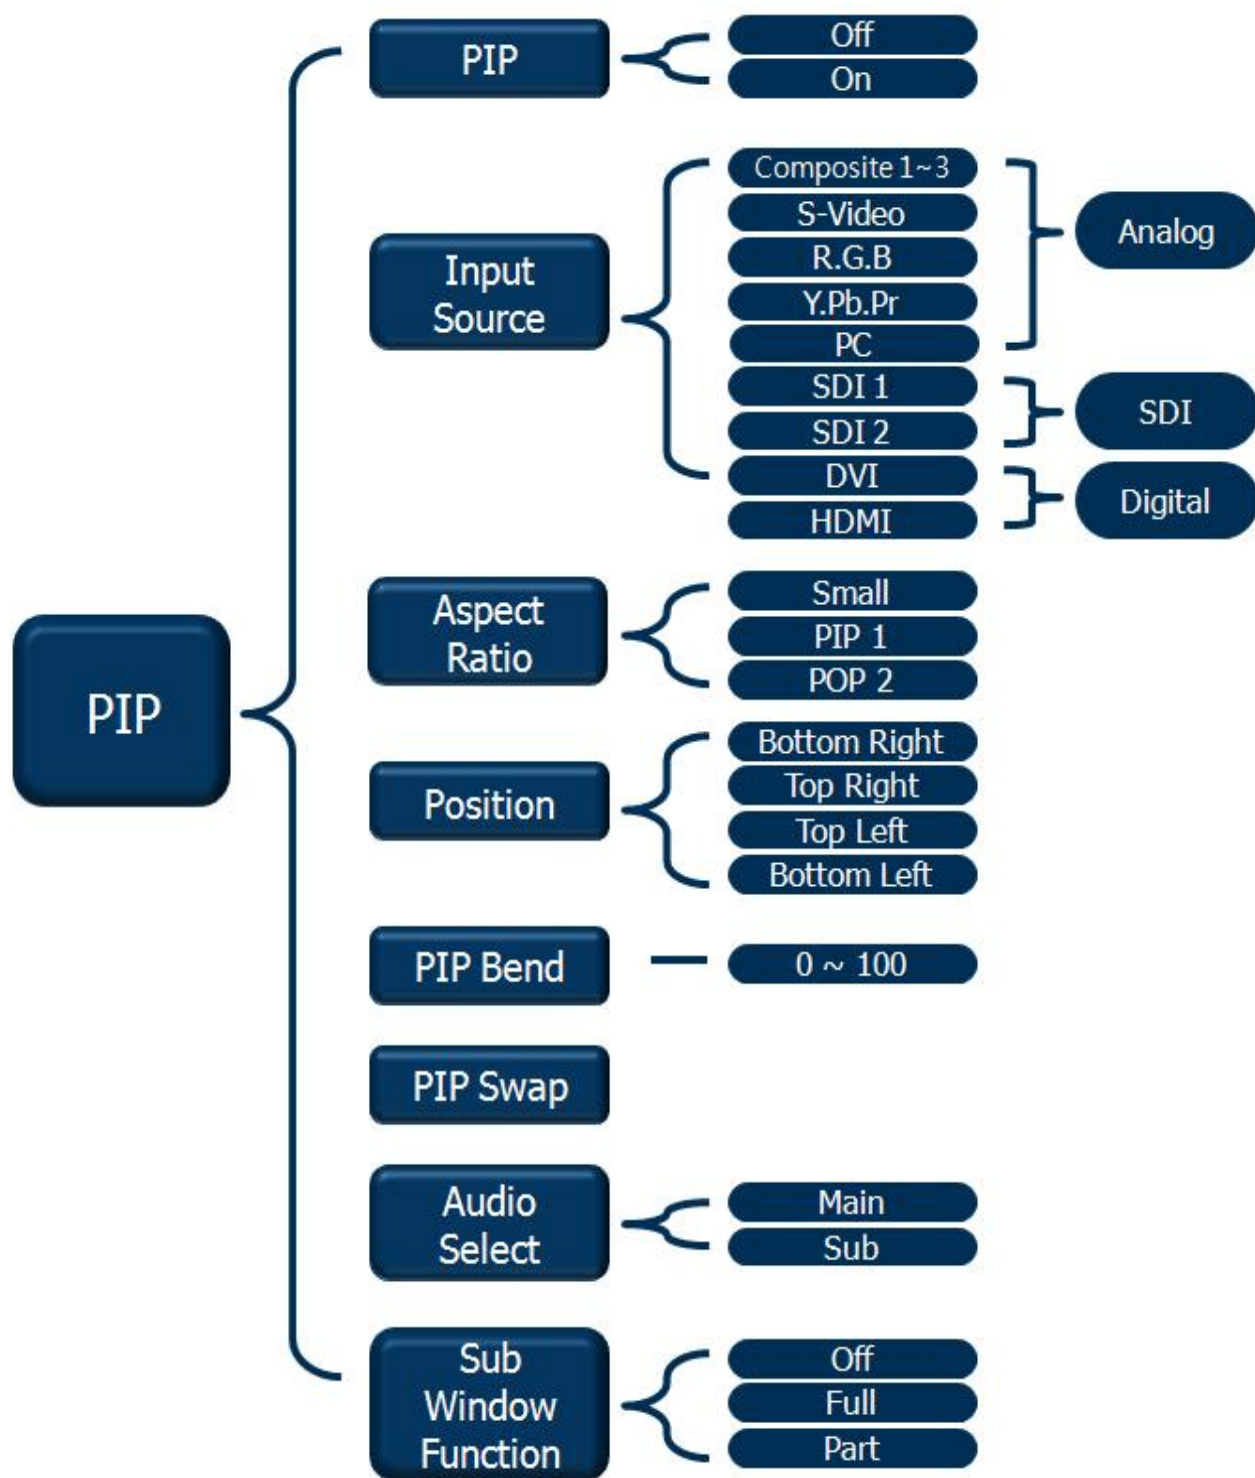 PIP
PIP
Off
On
Input
Source
Composite 1~3
S-Video
R.G.B
Y.Pb.Pr
PC
SDI 1
SDI 2
DVI
HDMI
Analog
SDI
Digital
Aspect
Ratio
Small
PIP 1
POP 2
Position
Bottom Right
Top Right
Top Left
Bottom Left
PIP Bend
0 ~ 100
PIP Swap
Audio
Select
Main
Sub
Sub
Window
Function
Off
Full
Part